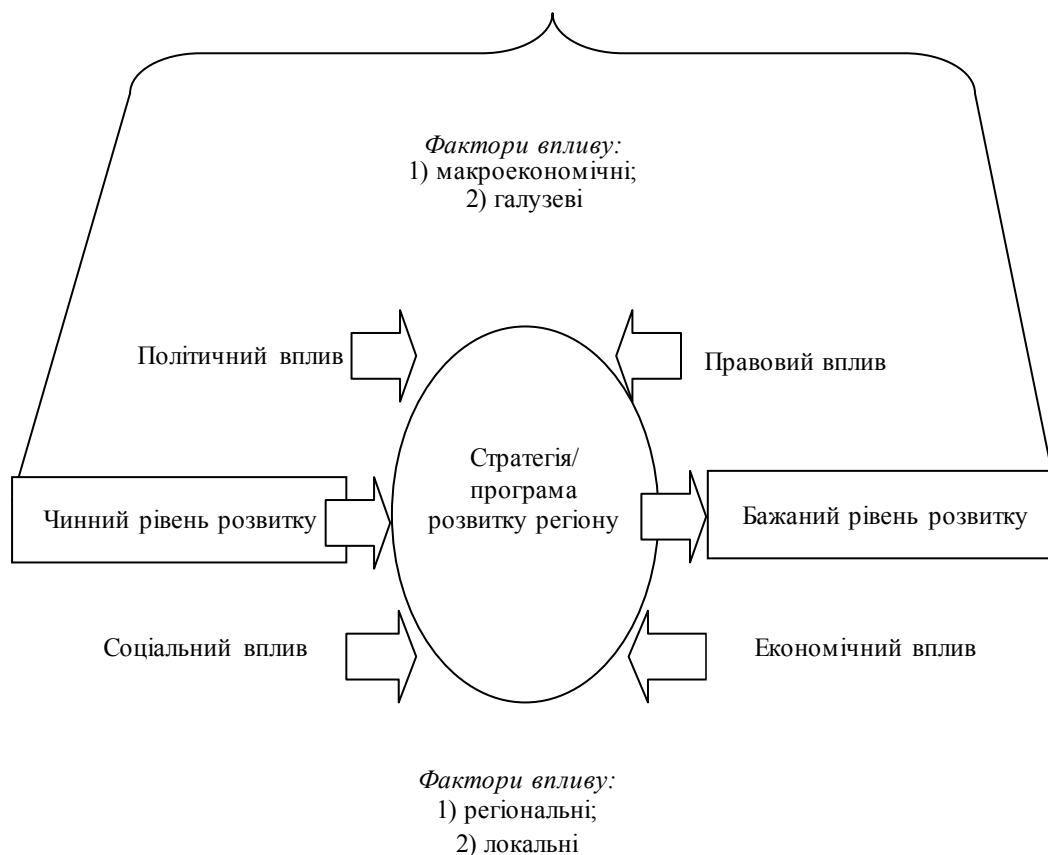 Фактори впливу:
1) макроекономічні;
2) галузеві
Політичний вплив
Правовий вплив
Стратегія/
програма
розвитку регіону
Чинний рівень розвитку
Бажаний рівень розвитку
Соціальний вплив
Економічний вплив
Фактори впливу:
1) регіональні;
2) локальні